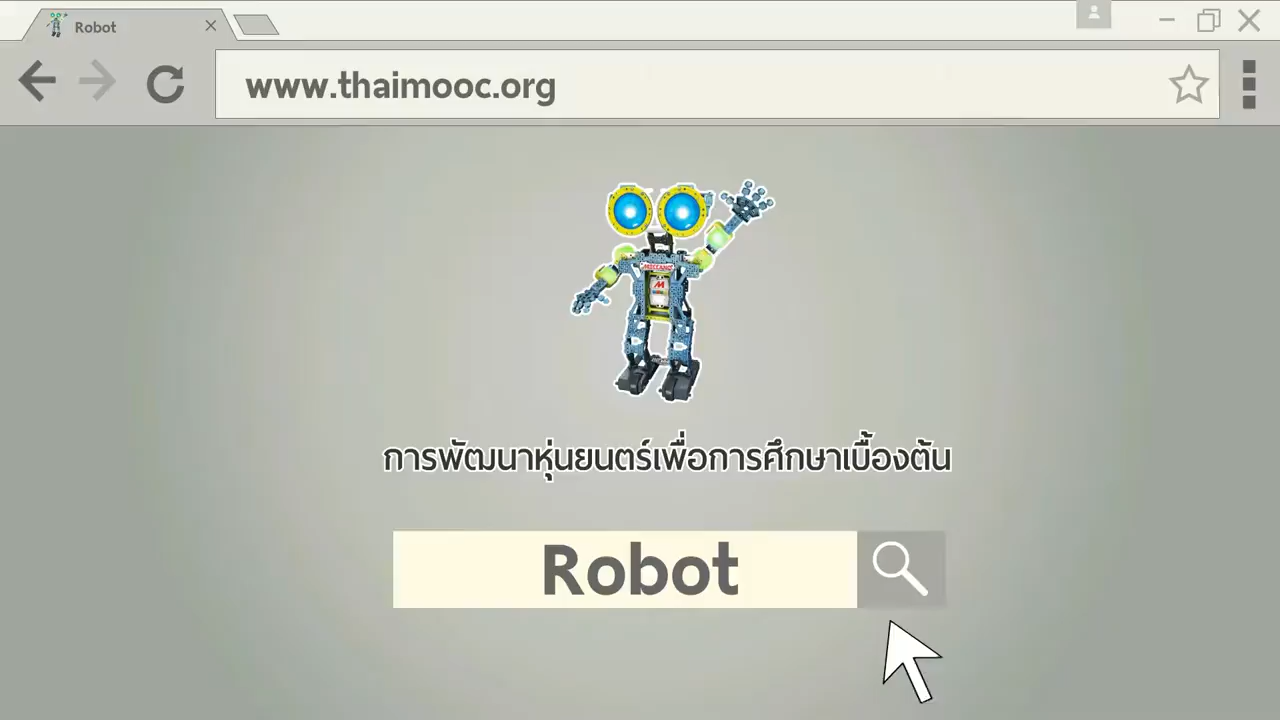 Robot
www.thaimooc.org
MECCANO
M
การพัฒนาหุ่นยนตร์เพื่อการศึกษาเบื้องต้น
Robot